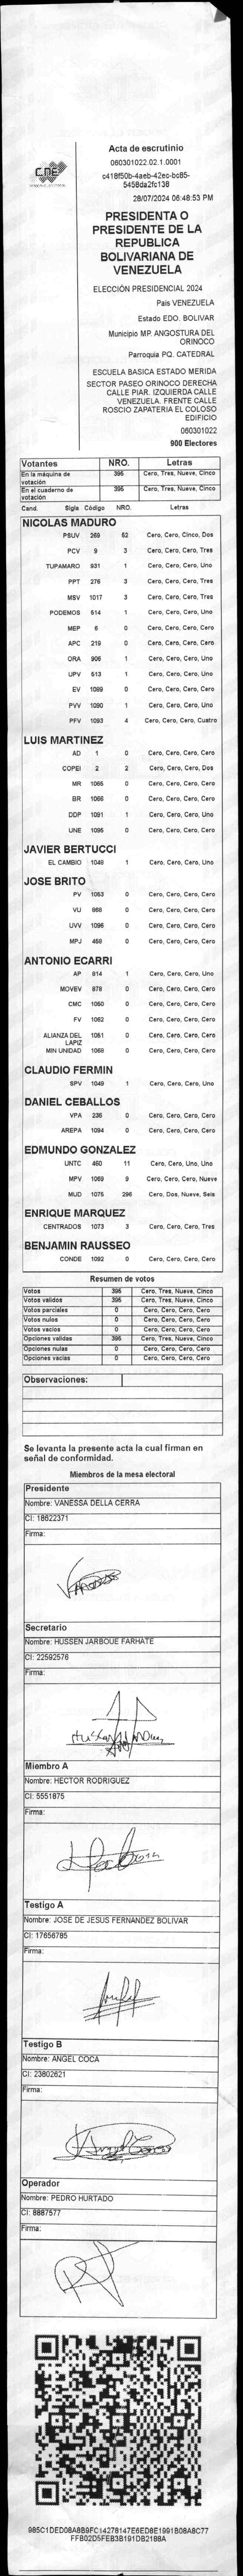 CNE
Acta de escrutinio
060301022.02.1.0001
c418f50b-4aeb-42ec-bc85-
5458da2fc138
28/07/2024 06:48:53 PM
PRESIDENTA O
PRESIDENTE DE LA
REPUBLICA
BOLIVARIANA DE
VENEZUELA
ELECCIÓN PRESIDENCIAL 2024
País VENEZUELA
Estado EDO. BOLIVAR
Municipio MP. ANGOSTURA DEL
ORINOCO
Parroquia PQ. CATEDRAL
ESCUELA BASICA ESTADO MERIDA
SECTOR PASEO ORINOCO DERECHA
CALLE PIAR. IZQUIERDA CALLE
VENEZUELA. FRENTE CALLE
ROSCIO ZAPATERIA EL COLOSO
EDIFICIO
060301022
900 Electores
Votantes NRO. Letras
En la máquina de votación 395 Cero, Tres, Nueve, Cinco
En el cuaderno de votación 395 Cero, Tres, Nueve, Cinco
Cand. Sigla Código NRO. Letras
NICOLAS MADURO
PSUV 269 52 Cero, Cero, Cinco, Dos
PCV 9 3 Cero, Cero, Cero, Tres
TUPAMARO 931 1 Cero, Cero, Cero, Uno
PPT 276 3 Cero, Cero, Cero, Tres
MSV 1017 3 Cero, Cero, Cero, Tres
PODEMOS 514 1 Cero, Cero, Cero, Uno
MEP 6 0 Cero, Cero, Cero, Cero
APC 219 0 Cero, Cero, Cero, Cero
ORA 906 1 Cero, Cero, Cero, Uno
UPV 513 1 Cero, Cero, Cero, Uno
EV 1089 0 Cero, Cero, Cero, Cero
PVV 1090 1 Cero, Cero, Cero, Uno
PFV 1093 4 Cero, Cero, Cero, Cuatro
LUIS MARTINEZ
AD 1 0 Cero, Cero, Cero, Cero
COPEI 2 2 Cero, Cero, Cero, Dos
MR 1065 0 Cero, Cero, Cero, Cero
BR 1066 0 Cero, Cero, Cero, Cero
DDP 1091 1 Cero, Cero, Cero, Uno
UNE 1095 0 Cero, Cero, Cero, Cero
JAVIER BERTUCCI
EL CAMBIO 1048 1 Cero, Cero, Cero, Uno
JOSE BRITO
PV 1053 0 Cero, Cero, Cero, Cero
VU 868 0 Cero, Cero, Cero, Cero
UVV 1096 0 Cero, Cero, Cero, Cero
MPJ 458 0 Cero, Cero, Cero, Cero
ANTONIO ECARRI
AP 814 1 Cero, Cero, Cero, Uno
MOVEV 878 0 Cero, Cero, Cero, Cero
CMC 1050 0 Cero, Cero, Cero, Cero
FV 1062 0 Cero, Cero, Cero, Cero
ALIANZA DEL LAPIZ 1051 0 Cero, Cero, Cero, Cero
MIN UNIDAD 1068 0 Cero, Cero, Cero, Cero
CLAUDIO FERMIN
SPV 1049 1 Cero, Cero, Cero, Uno
DANIEL CEBALLOS
VPA 236 0 Cero, Cero, Cero, Cero
AREPA 1094 0 Cero, Cero, Cero, Cero
EDMUNDO GONZALEZ
UNTC 460 11 Cero, Cero, Uno, Uno
MPV 1069 9 Cero, Cero, Cero, Nueve
MUD 1075 296 Cero, Dos, Nueve, Seis
ENRIQUE MARQUEZ
CENTRADOS 1073 3 Cero, Cero, Cero, Tres
BENJAMIN RAUSSEO
CONDE 1092 0 Cero, Cero, Cero, Cero
Resumen de votos
Votos 395 Cero, Tres, Nueve, Cinco
Votos validos 395 Cero, Tres, Nueve, Cinco
Votos parciales 0 Cero, Cero, Cero, Cero
Votos nulos 0 Cero, Cero, Cero, Cero
Votos vacios 0 Cero, Cero, Cero, Cero
Opciones validas 395 Cero, Tres, Nueve, Cinco
Opciones nulas 0 Cero, Cero, Cero, Cero
Opciones vacias 0 Cero, Cero, Cero, Cero
Observaciones:
Se levanta la presente acta la cual firman en
señal de conformidad.
Miembros de la mesa electoral
Presidente
Nombre: VANESSA DELLA CERRA
CI: 18622371
Firma:
Secretario
Nombre: HUSSEN JARBOUE FARHATE
CI: 22592576
Firma:
Miembro A
Nombre: HECTOR RODRIGUEZ
CI: 5551875
Firma:
Testigo A
Nombre: JOSE DE JESUS FERNANDEZ BOLIVAR
CI: 17656785
Firma:
Testigo B
Nombre: ANGEL COCA
CI: 23802621
Firma:
Operador
Nombre: PEDRO HURTADO
CI: 8887577
Firma:
985C1DED08A8B9FC14278147E6ED8E1991B08A8C77
FFB02D5FEB3B191DB2188A